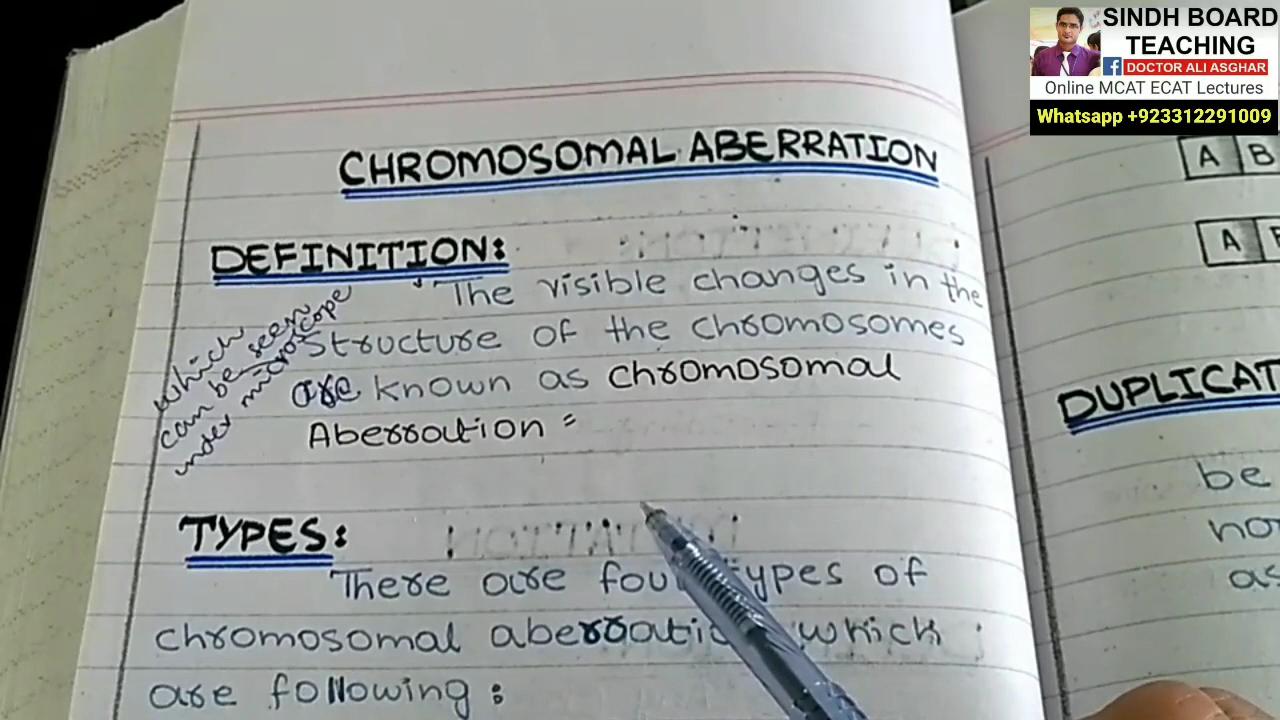 SINDH BOARD
TEACHING
f DOCTOR ALI ASGHAR
Online MCAT ECAT Lectures
Whatsapp +923312291009
CHROMOSOMAL ABERRATION
DEFINITION:
The visible changes in the
structure of the chromosomes
are known as chromosomal
Aberration =
which
can be seen
under microscope
TYPES:
There are four types of
chromosomal aberration which
are following:
A B
A
DUPLICAT
be
no
as